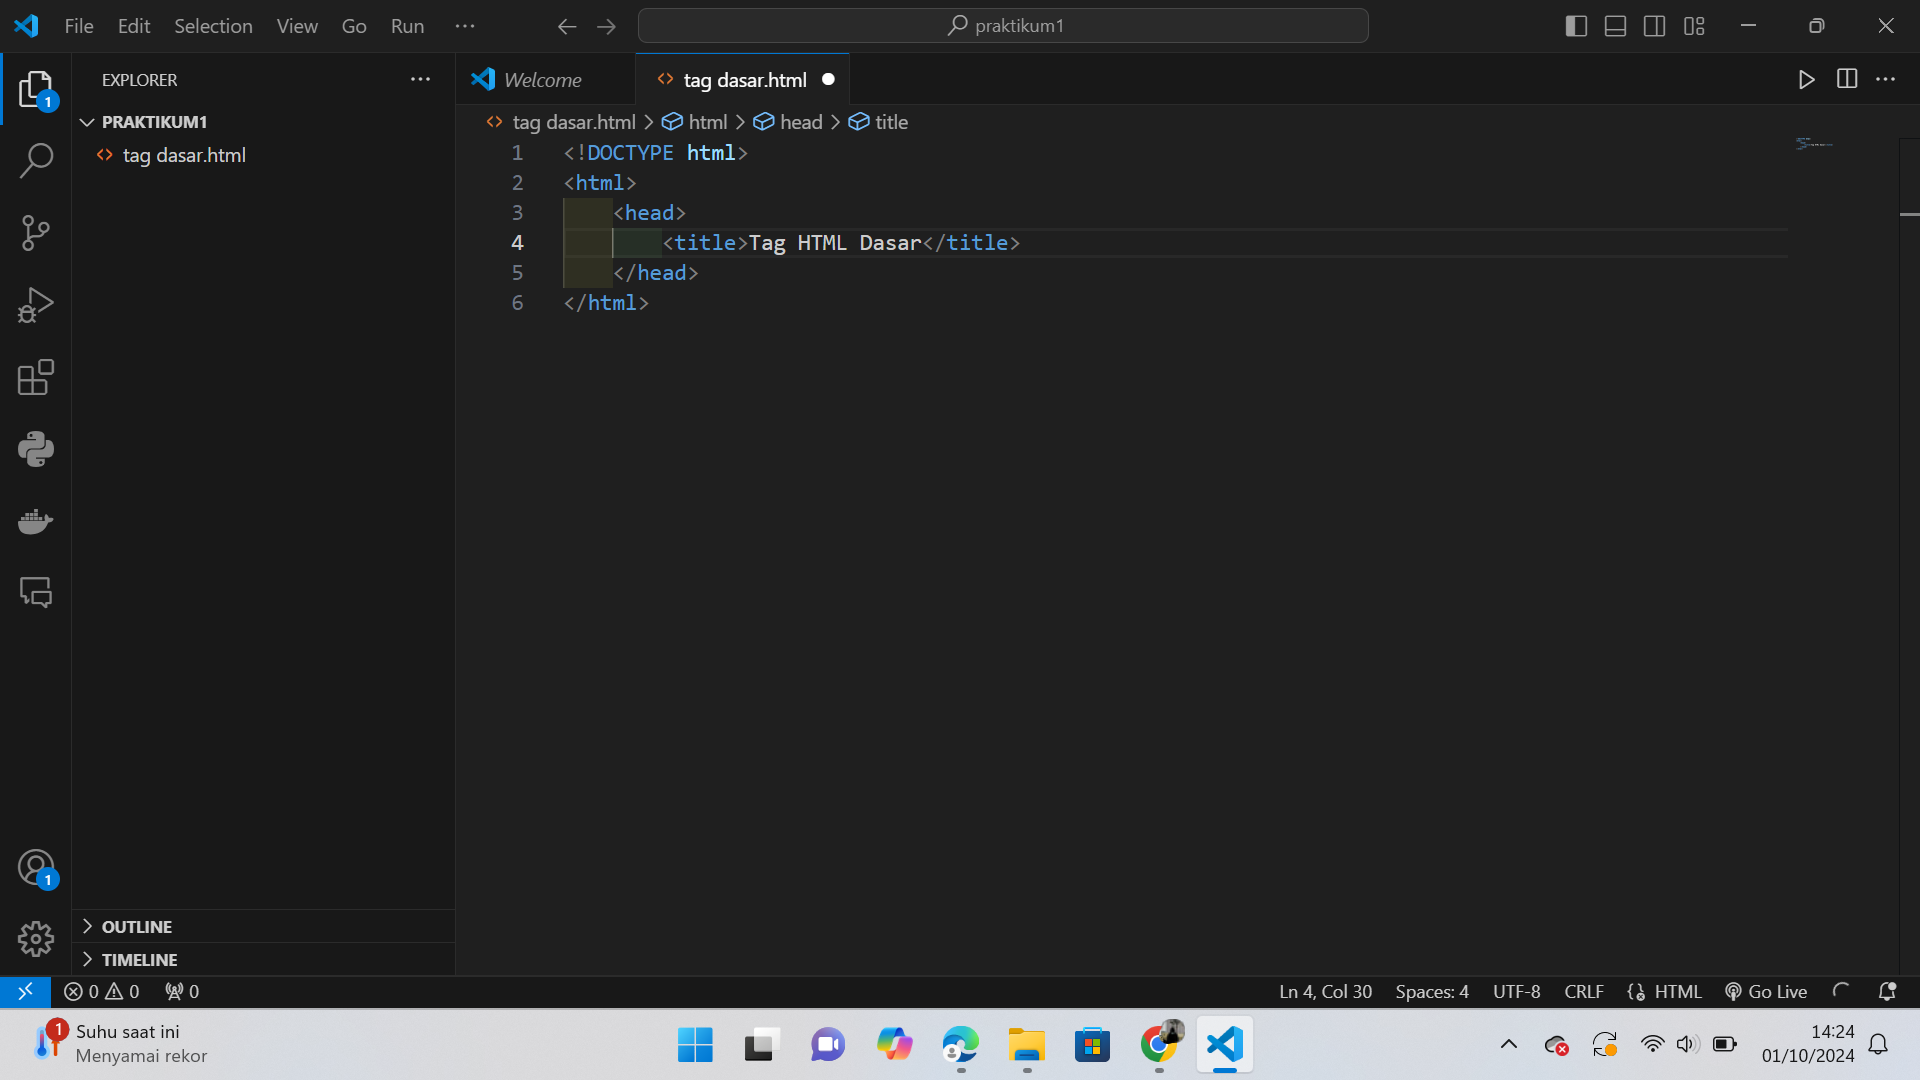 File Edit Selection View Go Run ···
praktikum1
EXPLORER
Welcome
tag dasar.html
PRAKTIKUM1
tag dasar.html
tag dasar.html > html > head > title
1 <!DOCTYPE html>
2 <html>
3 <head>
4 <title>Tag HTML Dasar</title>
5 </head>
6 </html>
1
1
OUTLINE
TIMELINE
0 0 0
Ln 4, Col 30 Spaces: 4 UTF-8 CRLF HTML Go Live
1 Suhu saat ini
Menyamai rekor
14:24
01/10/2024